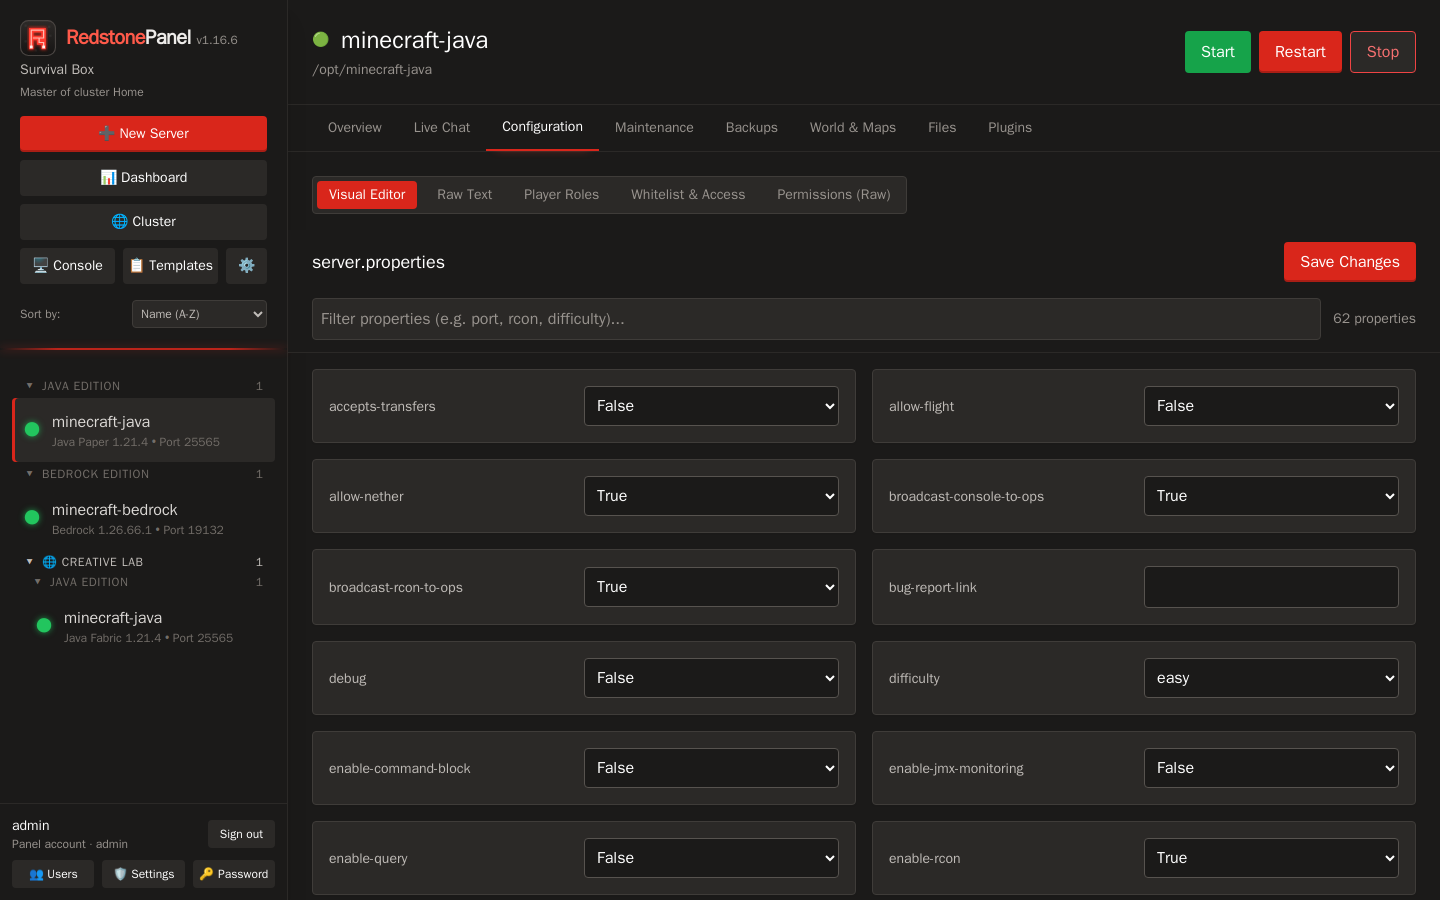 RedstonePanel v1.16.6
Survival Box
Master of cluster Home
➕ New Server
📊 Dashboard
🌐 Cluster
🖥️ Console
📋 Templates
⚙️
Sort by:
Name (A-Z)
▼ JAVA EDITION 1
minecraft-java
Java Paper 1.21.4 • Port 25565
▼ BEDROCK EDITION 1
minecraft-bedrock
Bedrock 1.26.66.1 • Port 19132
▼ 🌐 CREATIVE LAB 1
▼ JAVA EDITION 1
minecraft-java
Java Fabric 1.21.4 • Port 25565
admin
Panel account · admin
Sign out
👥 Users
🛡️ Settings
🔑 Password
minecraft-java
/opt/minecraft-java
Start
Restart
Stop
Overview
Live Chat
Configuration
Maintenance
Backups
World & Maps
Files
Plugins
Visual Editor
Raw Text
Player Roles
Whitelist & Access
Permissions (Raw)
server.properties
Save Changes
Filter properties (e.g. port, rcon, difficulty)...
62 properties
accepts-transfers
False
allow-flight
False
allow-nether
True
broadcast-console-to-ops
True
broadcast-rcon-to-ops
True
bug-report-link
debug
False
difficulty
easy
enable-command-block
False
enable-jmx-monitoring
False
enable-query
False
enable-rcon
True